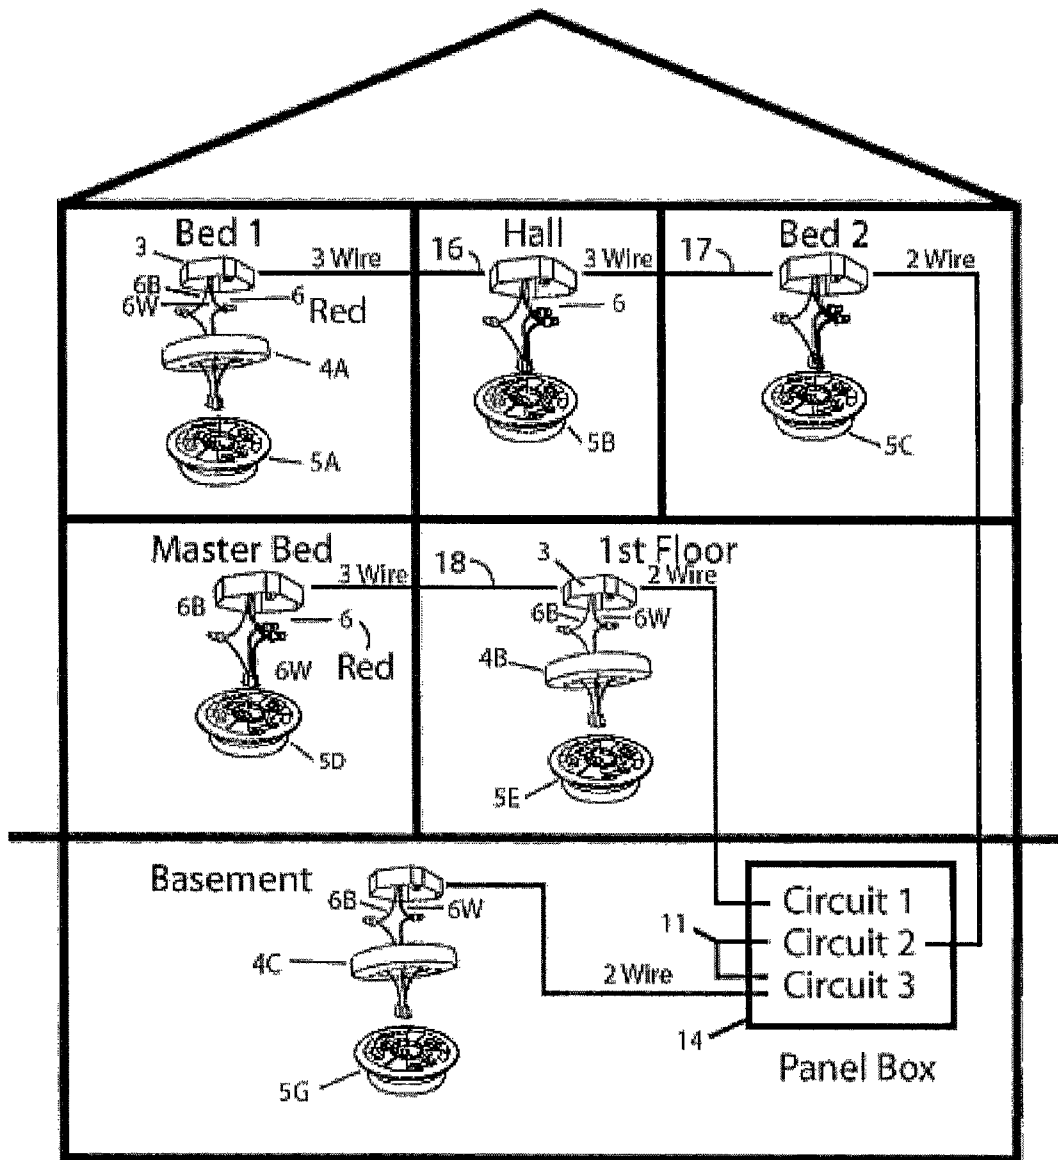 Bed 1
Hall
Bed 2
3
3 Wire
16
3 Wire
17
2 Wire
6B
6W
6
Red
6
4A
5A
5B
5C
Master Bed
1st Floor
3 Wire
18
3
2 Wire
6B
6
6B
6W
Red
6W
4B
5D
5E
Basement
6B
6W
Circuit 1
11
Circuit 2
4C
2 Wire
Circuit 3
14
Panel Box
5G